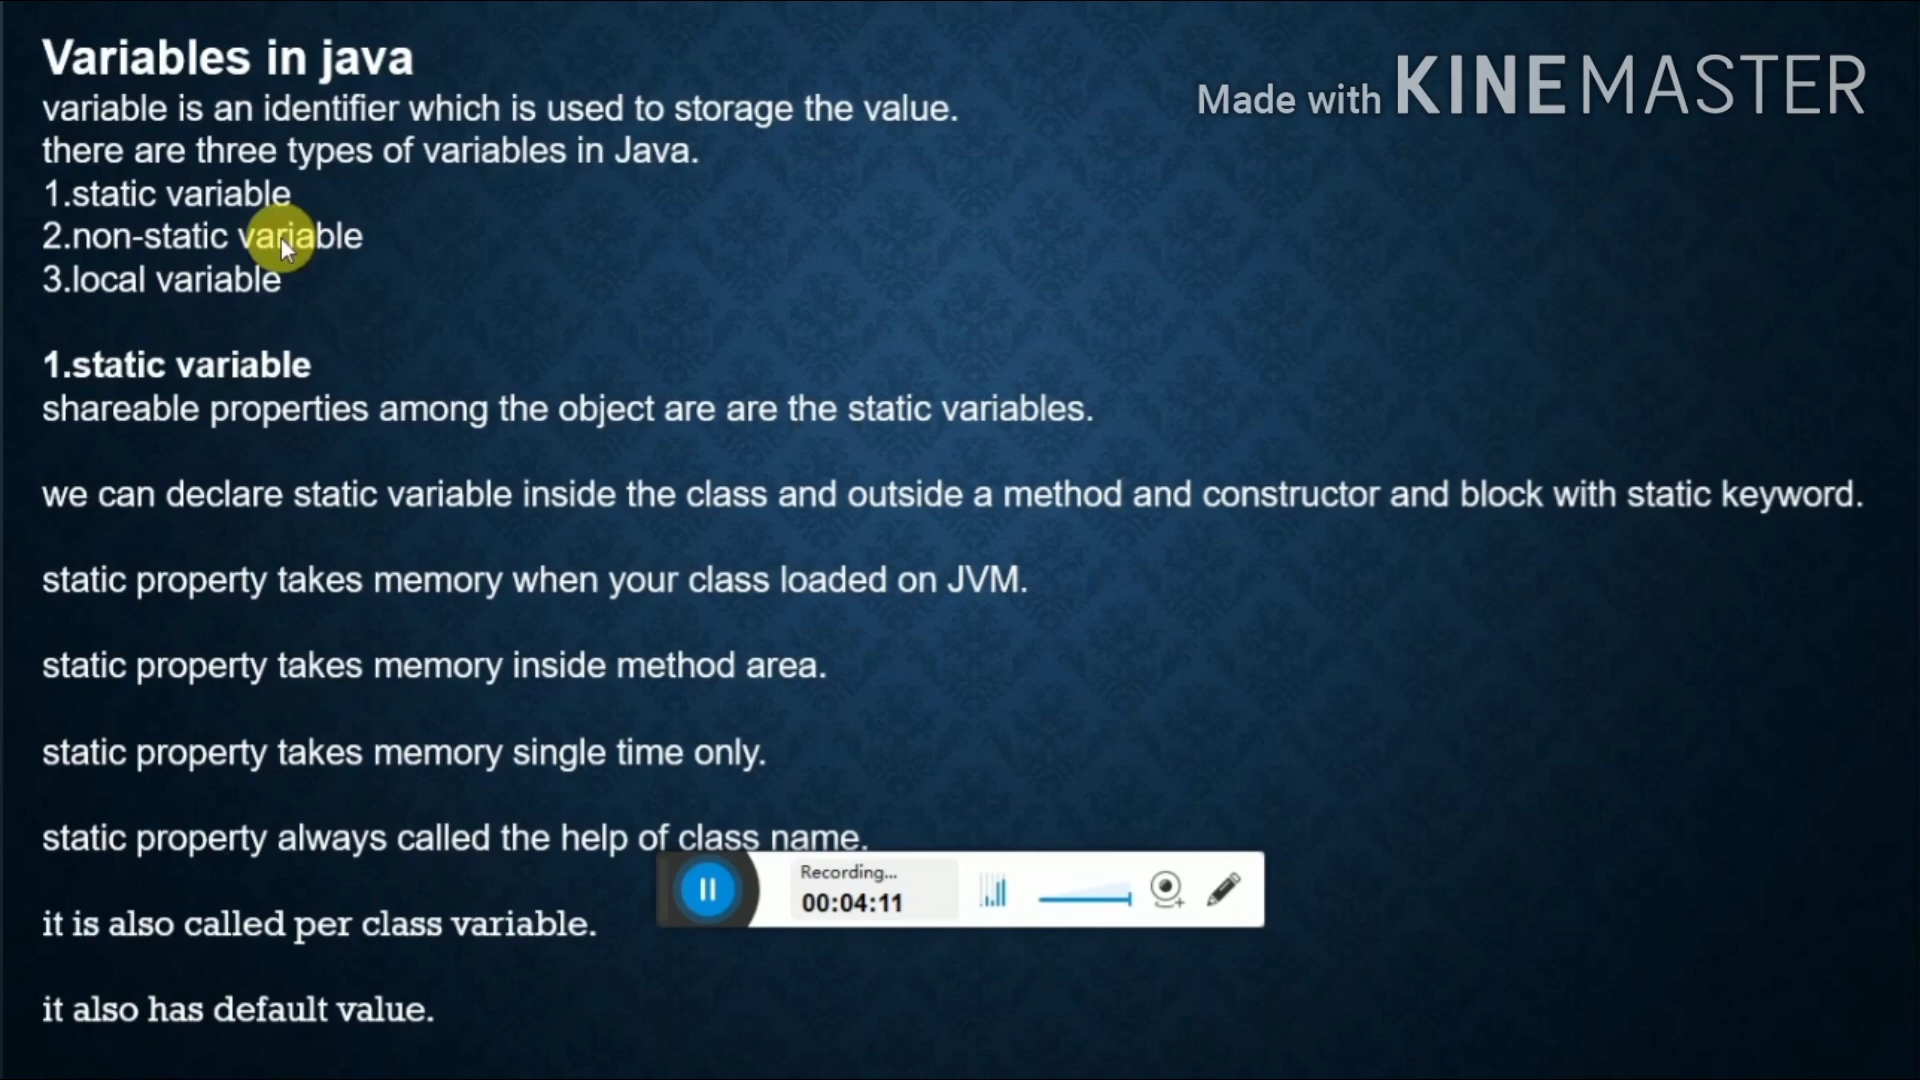 Variables in java
Made with KINEMASTER
variable is an identifier which is used to storage the value.
there are three types of variables in Java.
1.static variable
2.non-static variable
3.local variable
1.static variable
shareable properties among the object are are the static variables.
we can declare static variable inside the class and outside a method and constructor and block with static keyword.
static property takes memory when your class loaded on JVM.
static property takes memory inside method area.
static property takes memory single time only.
static property always called the help of class name.
Recording...
00:04:11
it is also called per class variable.
it also has default value.